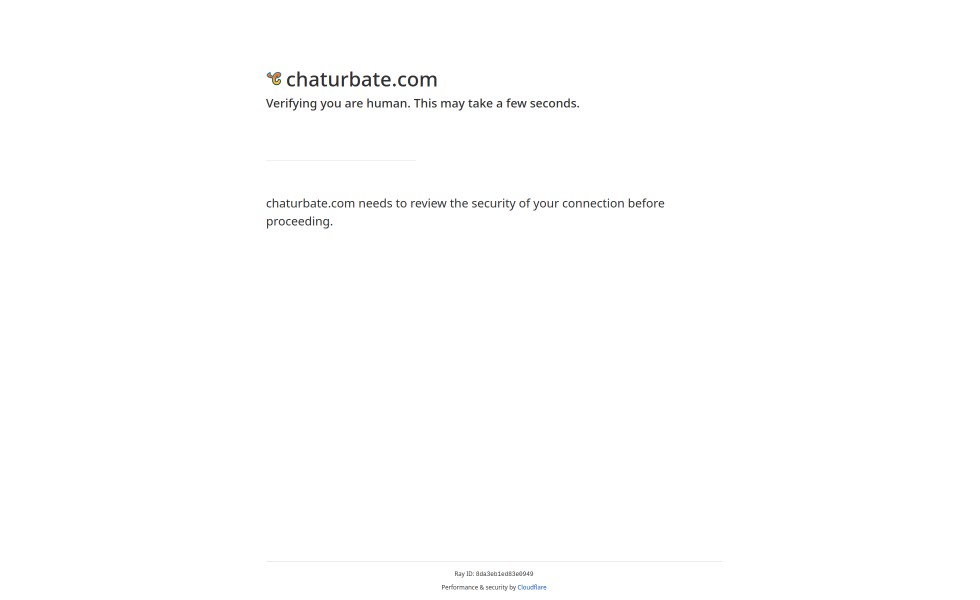 chaturbate.com
Verifying you are human. This may take a few seconds.
chaturbate.com needs to review the security of your connection before
proceeding.
Ray ID: 8da3eb1ed83e6949
Performance & security by Cloudflare